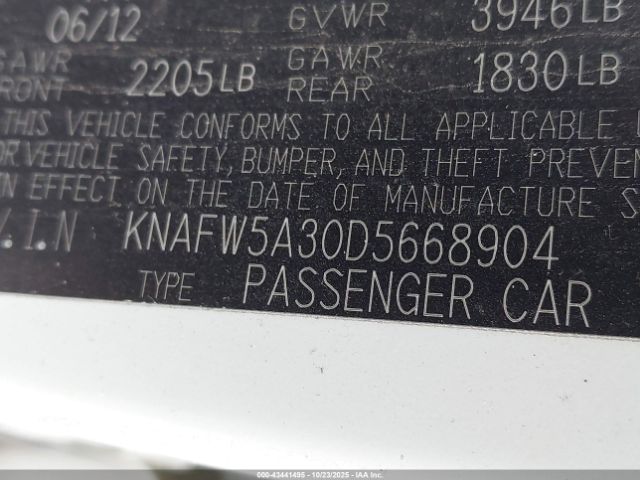 06/12 GVWR 3946LB
GAWR FRONT 2205LB GAWR REAR 1830LB
THIS VEHICLE CONFORMS TO ALL APPLICABLE
VEHICLE SAFETY, BUMPER, AND THEFT PREVEN
IN EFFECT ON THE DATE OF MANUFACTURE S
V.I.N KNAFW5A30D5668904
TYPE PASSENGER CAR
000-43441495 - 10/23/2025 - IAA Inc.